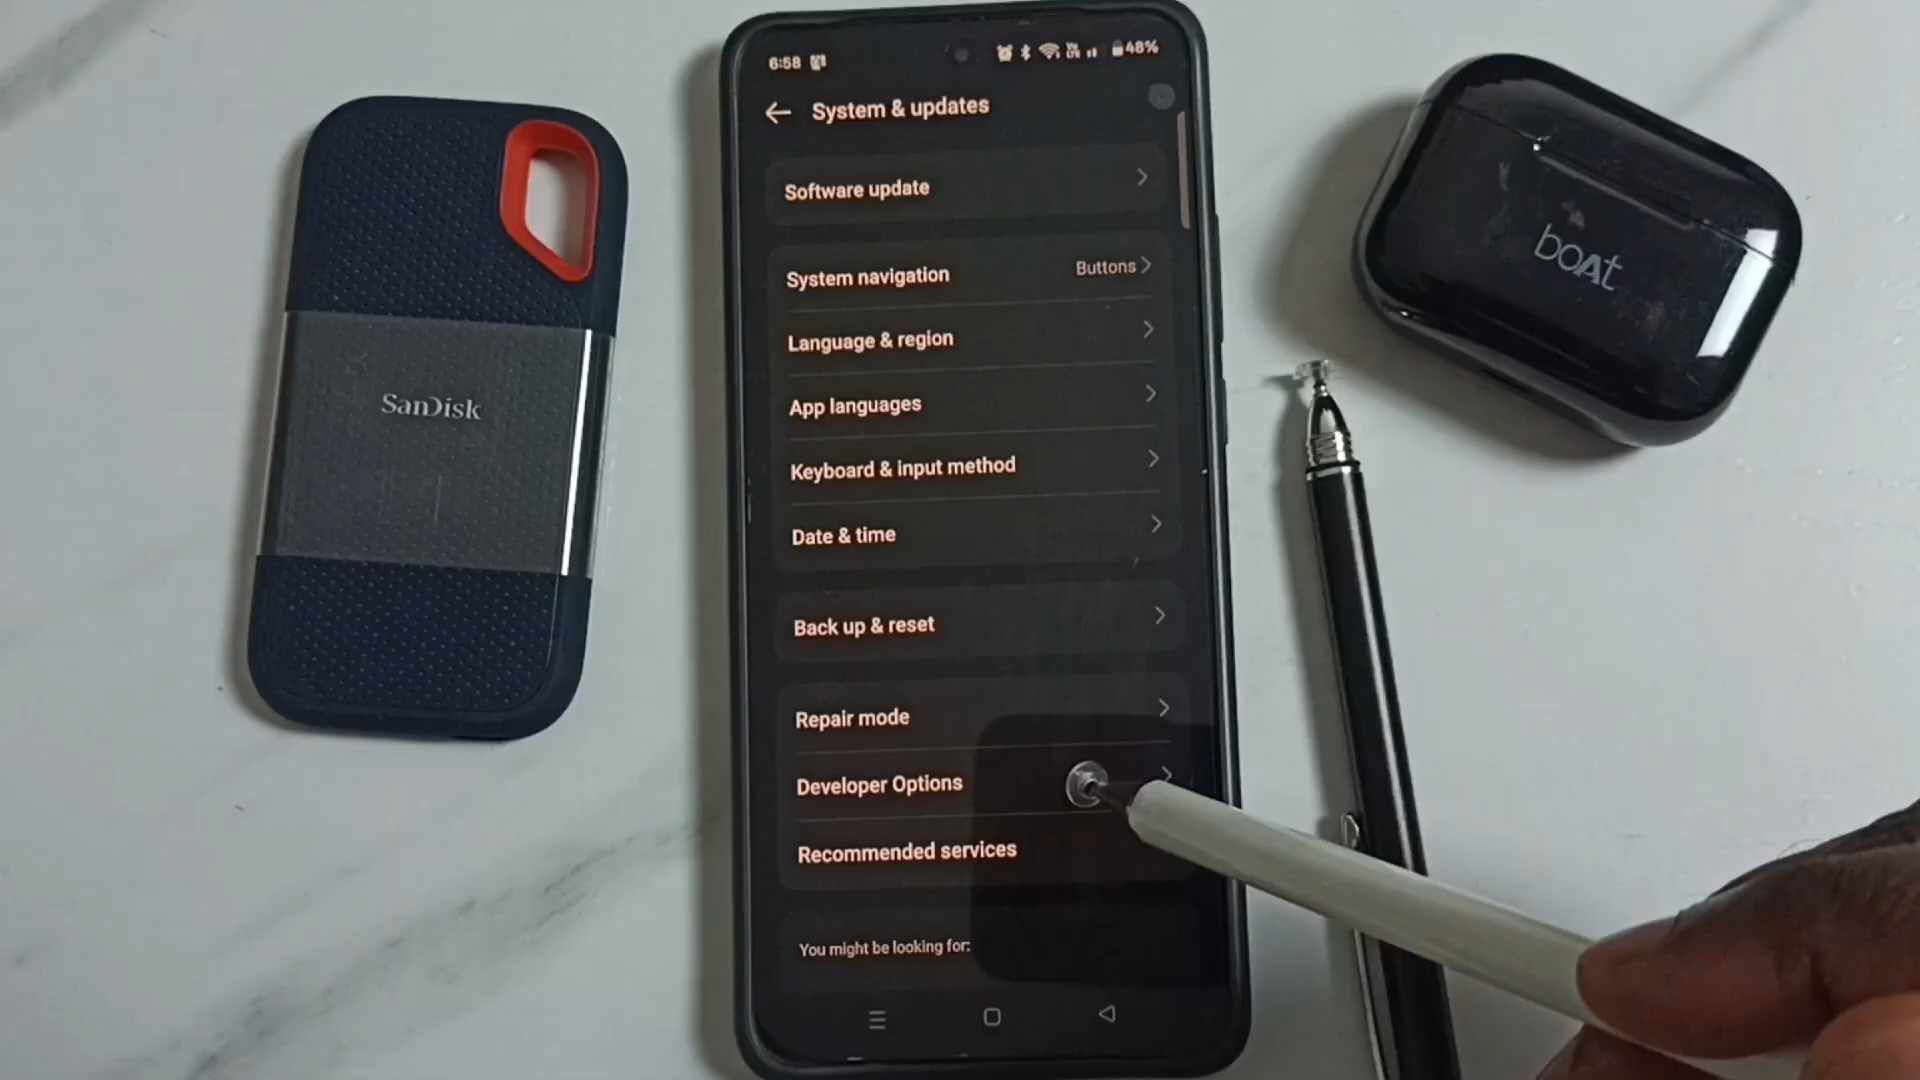 6:58
48%
System & updates
Software update
System navigation
Buttons
Language & region
App languages
Keyboard & input method
Date & time
Back up & reset
Repair mode
Developer Options
Recommended services
You might be looking for:
SanDisk
boAt